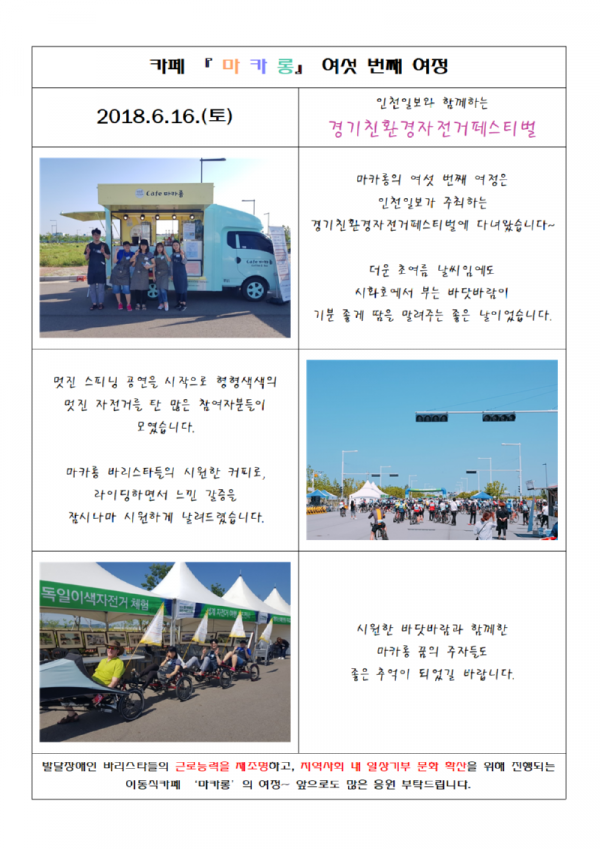 카페 『마카롱』 여섯 번째 여정
2018.6.16.(토)
인천일보와 함께하는
경기친환경자전거페스티벌
Cafe 마카롱
Cafe 마카롱
마카롱의 여섯 번째 여정은
인천일보가 주최하는
경기친환경자전거페스티벌에 다녀왔습니다~
더운 초여름 날씨임에도
시화호에서 부는 바닷바람이
기분 좋게 땀을 말려주는 좋은 날이었습니다.
멋진 스피닝 공연을 시작으로 형형색색의
멋진 자전거를 탄 많은 참여자분들이
모였습니다.
마카롱 바리스타들의 시원한 커피로,
라이딩하면서 느낀 갈증을
잠시나마 시원하게 날려드렸습니다.
독일이색자전거 체험
시원한 바닷바람과 함께한
마카롱 꿈의 주자들도
좋은 추억이 되었길 바랍니다.
발달장애인 바리스타들의 근로능력을 재조명하고, 지역사회 내 일상기부 문화 확산을 위해 진행되는
이동식카페 ‘마카롱’의 여정~ 앞으로도 많은 응원 부탁드립니다.